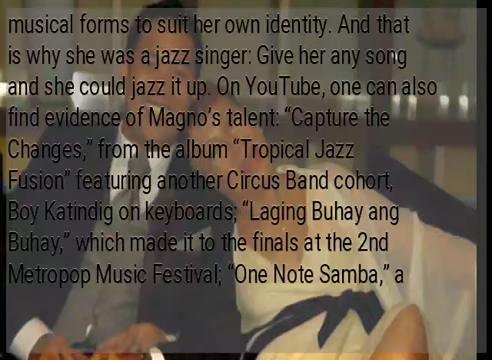 musical forms to suit her own identity. And that
is why she was a jazz singer: Give her any song
and she could jazz it up. On YouTube, one can also
find evidence of Magno’s talent: “Capture the
Changes,” from the album “Tropical Jazz
Fusion” featuring another Circus Band cohort,
Boy Katindig on keyboards; “Laging Buhay ang
Buhay,” which made it to the finals at the 2nd
Metropop Music Festival; “One Note Samba,” a